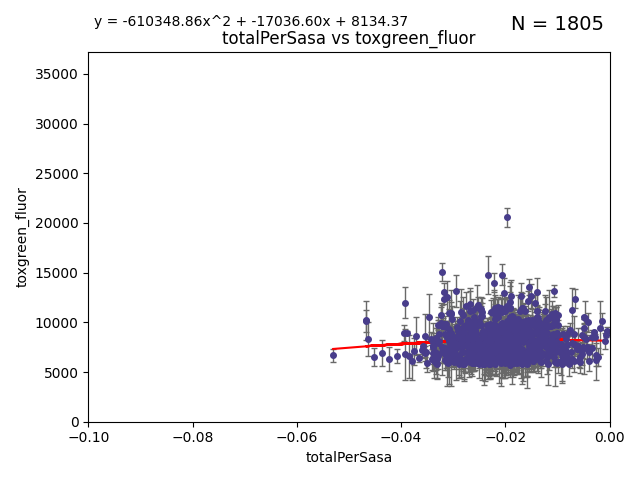 y = -610348.86x^2 + -17036.60x + 8134.37
N = 1805
totalPerSasa vs toxgreen_fluor
35000
30000
25000
20000
15000
10000
5000
0
toxgreen_fluor
−0.10
−0.08
−0.06
−0.04
−0.02
0.00
totalPerSasa